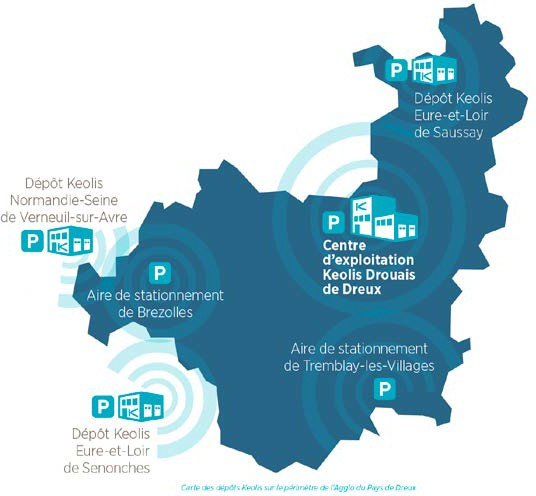 P
Dépôt Keolis
Eure-et-Loir
de Saussay
Dépôt Keolis
Normandie-Seine
de Verneuil-sur-Avre
P
P
Centre
d'exploitation
Keolis Drouais
de Dreux
P
Aire de stationnement
de Brezolles
Aire de stationnement
de Tremblay-les-Villages
P
P
Dépôt Keolis
Eure-et-Loir
de Senonches
Carte des dépôts Keolis sur le périmètre de l'Agglo du Pays de Dreux